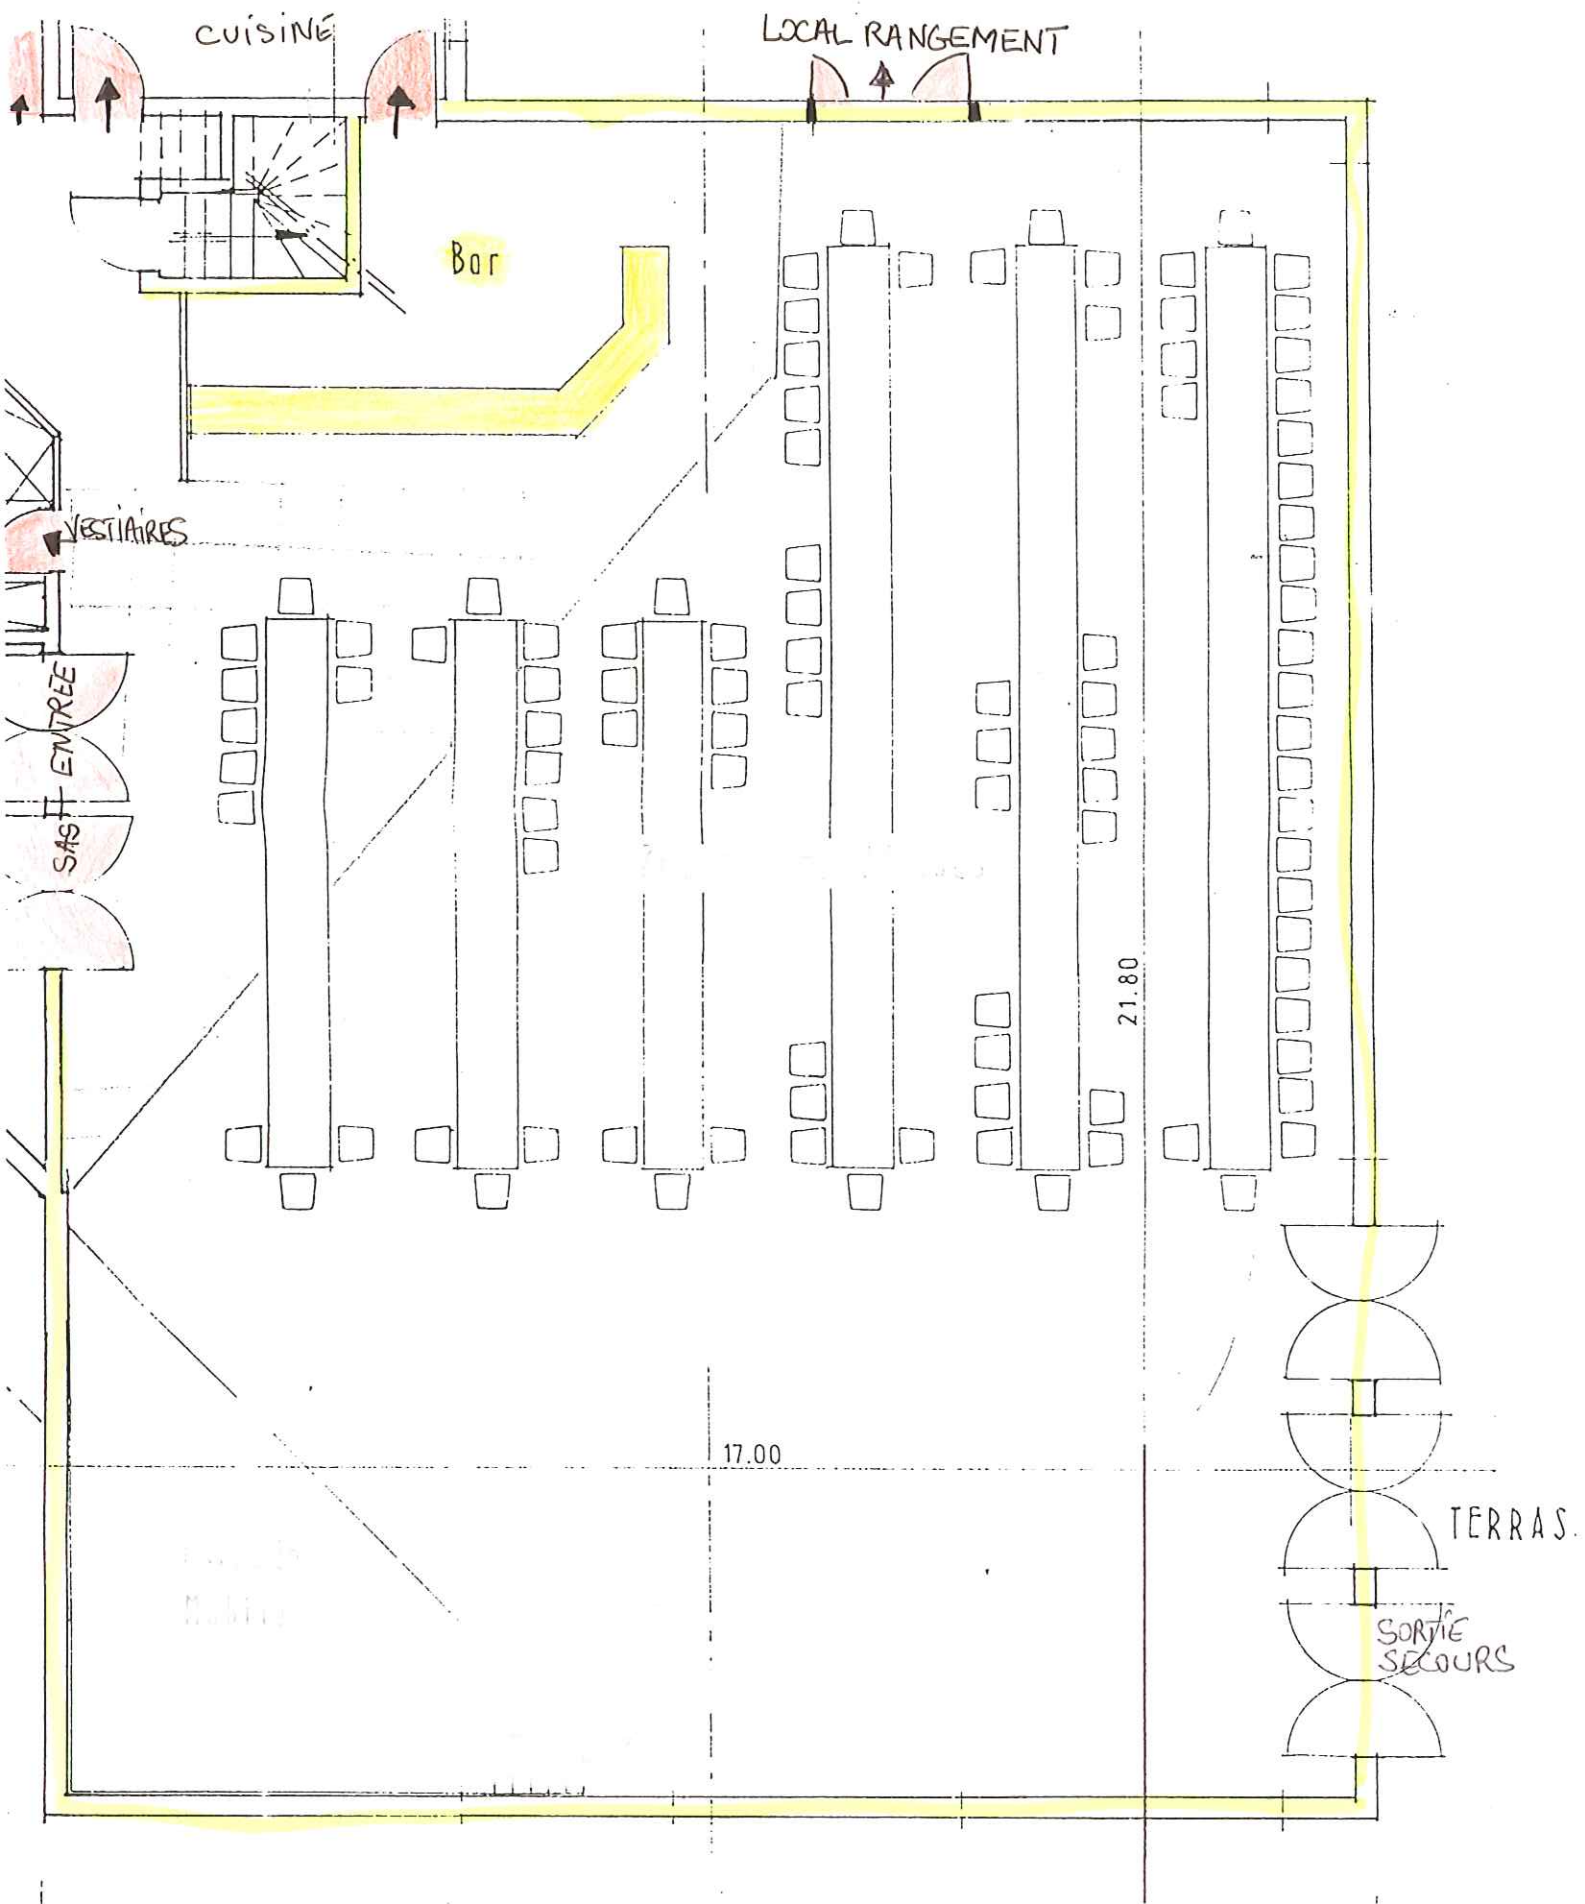 CUISINE
LOCAL RANGEMENT
Bar
VESTIAIRES
SAS ENTREE
21.80
17.00
TERRAS.
SORTIE
SECOURS